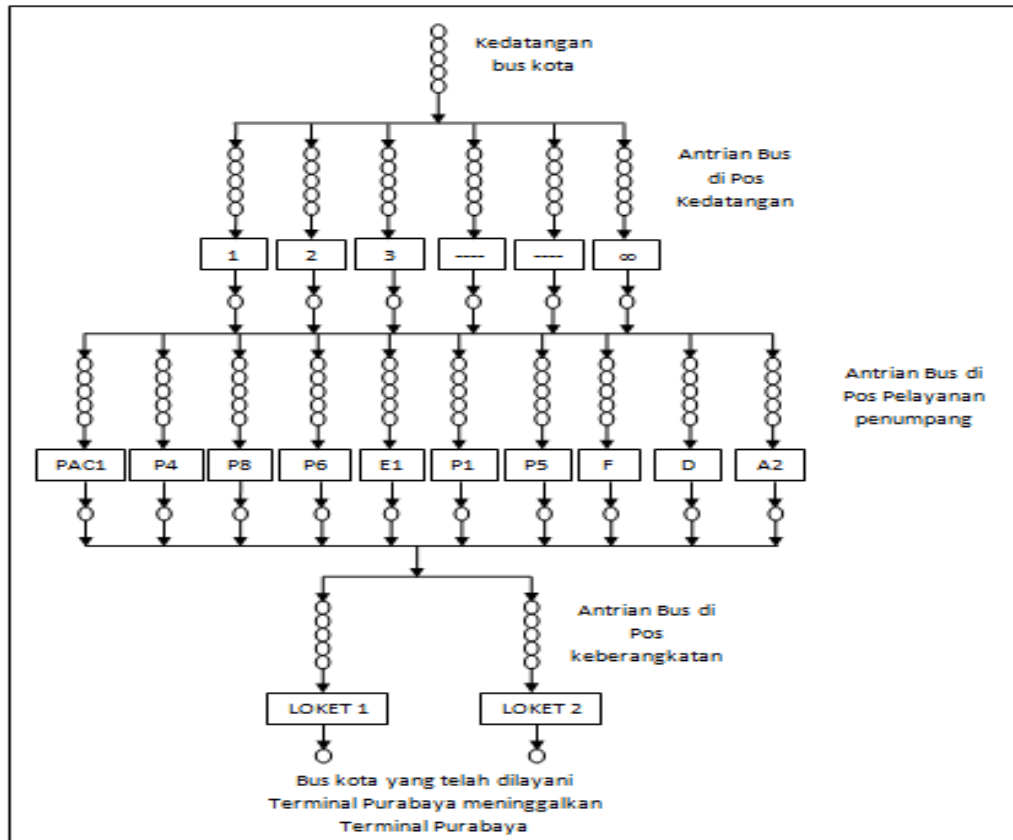 Kedatangan
bus kota
Antrian Bus
di Pos
Kedatangan
1 2 3 ---- ---- ∞
Antrian Bus di
Pos Pelayanan
penumpang
PAC1 P4 P8 P6 E1 P1 P5 F D A2
Antrian Bus di
Pos
keberangkatan
LOKET 1 LOKET 2
Bus kota yang telah dilayani
Terminal Purabaya meninggalkan
Terminal Purabaya